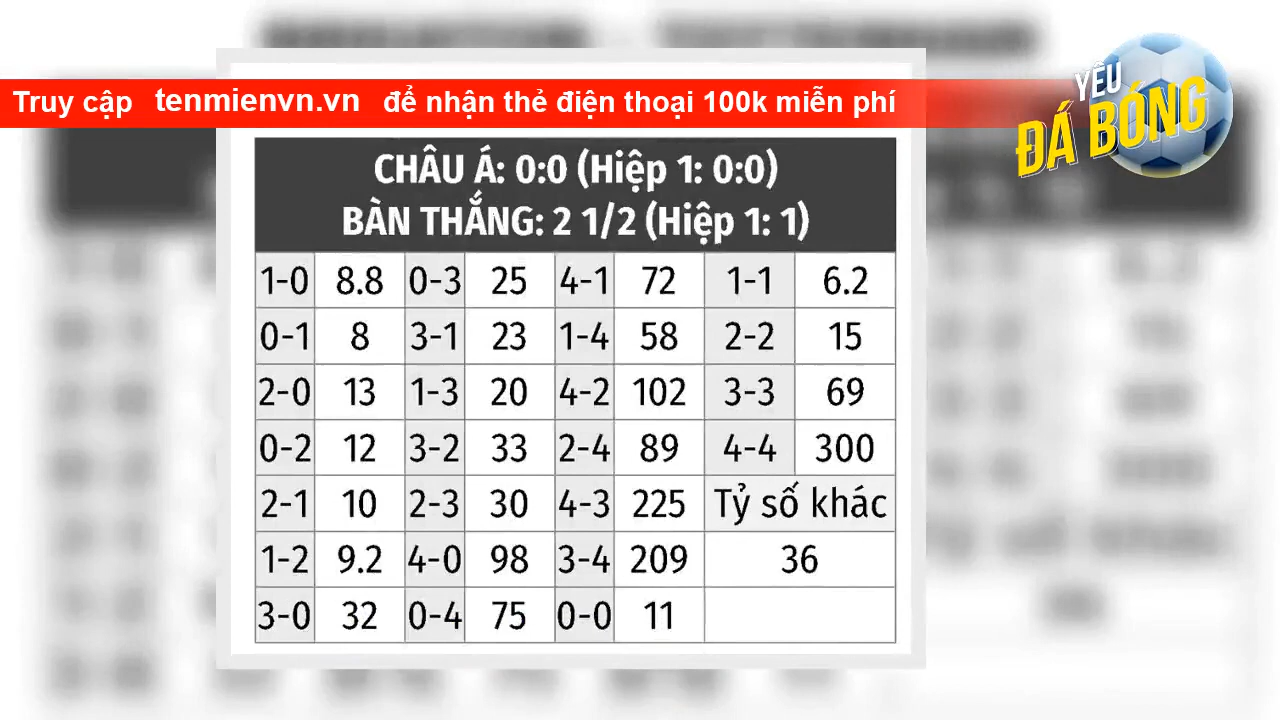 Truy cập tenmienvn.vn để nhận thẻ điện thoại 100k miễn phí
YÊU
ĐÁ BÓNG
CHÂU Á: 0:0 (Hiệp 1: 0:0)
BÀN THẮNG: 2 1/2 (Hiệp 1: 1)
1-0 8.8 0-3 25 4-1 72 1-1 6.2
0-1 8 3-1 23 1-4 58 2-2 15
2-0 13 1-3 20 4-2 102 3-3 69
0-2 12 3-2 33 2-4 89 4-4 300
2-1 10 2-3 30 4-3 225 Tỷ số khác
1-2 9.2 4-0 98 3-4 209 36
3-0 32 0-4 75 0-0 11